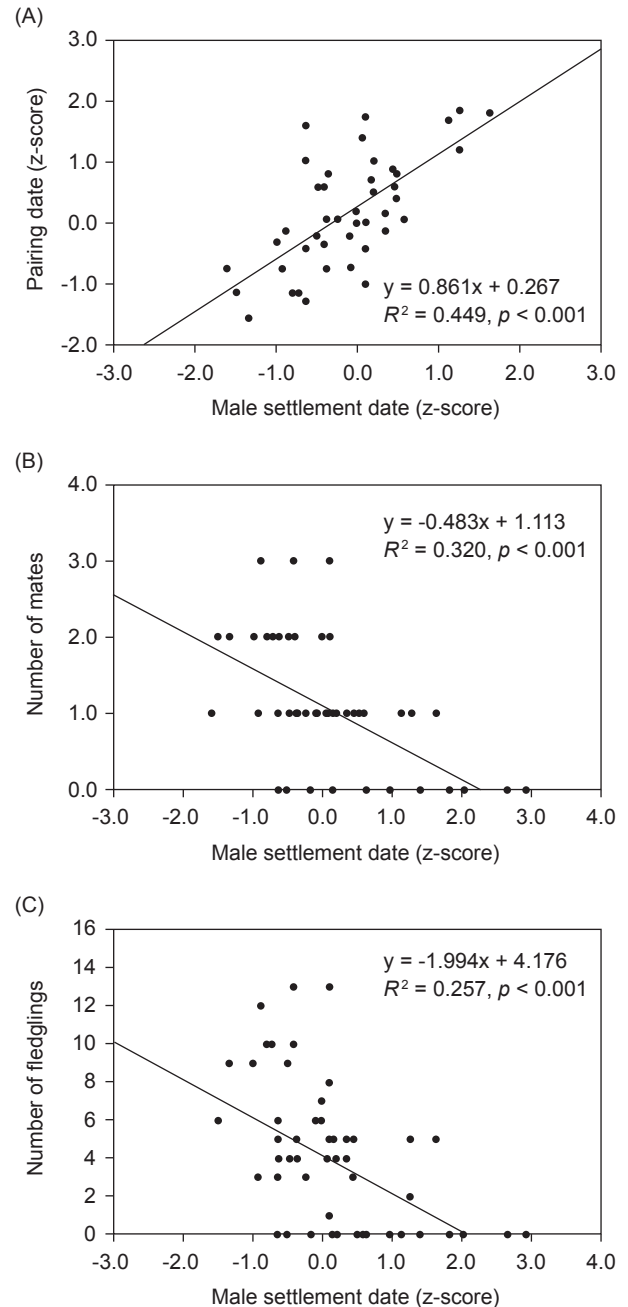 (A)
3.0
2.0
1.0
0.0
-1.0
-2.0
Pairing date (z-score)
y = 0.861x + 0.267
R² = 0.449, p < 0.001
-3.0 -2.0 -1.0 0.0 1.0 2.0 3.0
Male settlement date (z-score)
(B)
4.0
3.0
2.0
1.0
0.0
Number of mates
y = -0.483x + 1.113
R² = 0.320, p < 0.001
-3.0 -2.0 -1.0 0.0 1.0 2.0 3.0 4.0
Male settlement date (z-score)
(C)
16
14
12
10
8
6
4
2
0
Number of fledglings
y = -1.994x + 4.176
R² = 0.257, p < 0.001
-3.0 -2.0 -1.0 0.0 1.0 2.0 3.0 4.0
Male settlement date (z-score)